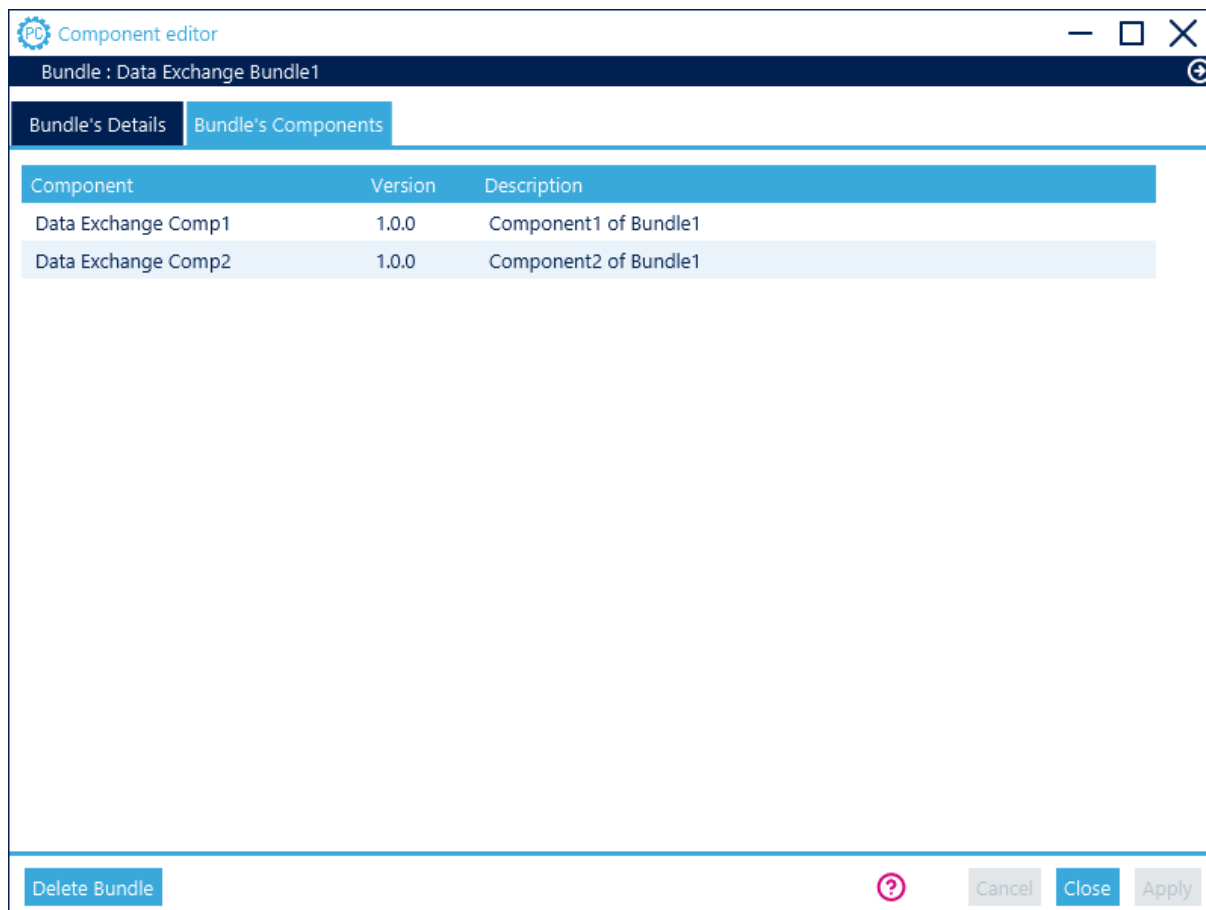 PC Component editor
Bundle : Data Exchange Bundle1
Bundle's Details Bundle's Components
Component Version Description
Data Exchange Comp1 1.0.0 Component1 of Bundle1
Data Exchange Comp2 1.0.0 Component2 of Bundle1
Delete Bundle ? Cancel Close Apply